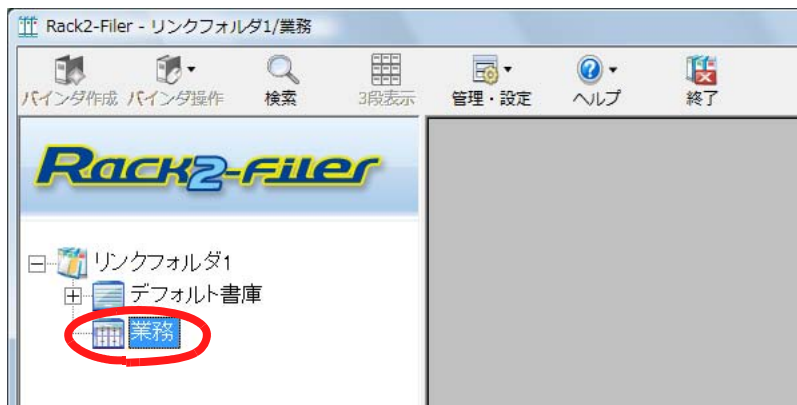 Rack2-Filer - リンクフォルダ1/業務
バインダ作成 バインダ操作 検索 3段表示 管理・設定 ヘルプ 終了
Rack2-Filer
リンクフォルダ1
デフォルト書庫
業務